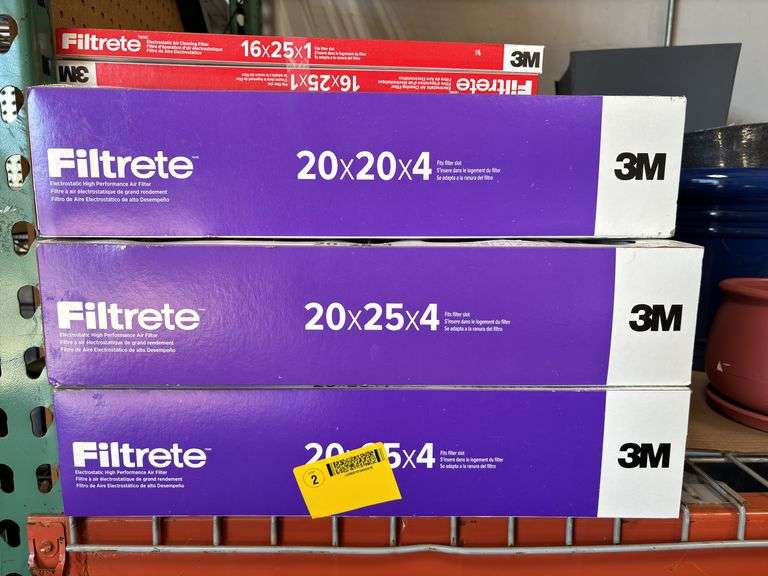 Filtrete
Electrostatic Air Cleaning Filter
16x25x1
3M
3M
16x25x1
Filtrete
Filtrete
Electrostatic High Performance Air Filter
Filtre à air électrostatique de grand rendement
Filtro de Aire Electrostático de alto Desempeño
20x20x4
Fits filter slot
S'insère dans le logement du filtre
Se adapta a la ranura del filtro
3M
Filtrete
Electrostatic High Performance Air Filter
Filtre à air électrostatique de grand rendement
Filtro de Aire Electrostático de alto Desempeño
20x25x4
Fits filter slot
S'insère dans le logement du filtre
Se adapta a la ranura del filtro
3M
Filtrete
Electrostatic High Performance Air Filter
Filtre à air électrostatique de grand rendement
Filtro de Aire Electrostático de alto Desempeño
20x 5x4
Fits filter slot
S'insère dans le logement du filtre
Se adapta a la ranura del filtro
3M
2